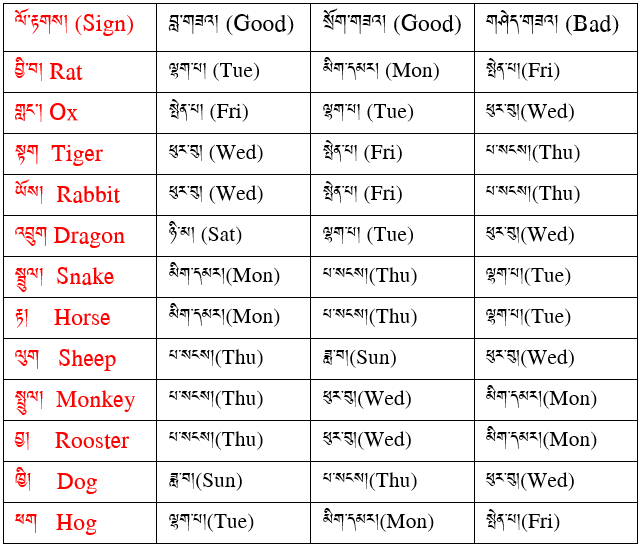 ལོ་རྟགས། (Sign) བླ་གཟའ། (Good) སྲོག་གཟའ། (Good) གཤེད་གཟའ། (Bad)
བྱི་བ། Rat ལྷག་པ། (Tue) མིག་དམར། (Mon) སྤེན་པ།(Fri)
གླང་། Ox སྤེན་པ། (Fri) ལྷག་པ། (Tue) ཕུར་བུ།(Wed)
སྟག Tiger ཕུར་བུ། (Wed) སྤེན་པ། (Fri) པ་སངས།(Thu)
ཡོས། Rabbit ཕུར་བུ། (Wed) སྤེན་པ། (Fri) པ་སངས།(Thu)
འབྲུག Dragon ཉི་མ། (Sat) ལྷག་པ། (Tue) ཕུར་བུ།(Wed)
སྦྲུལ། Snake མིག་དམར།(Mon) པ་སངས།(Thu) ལྷག་པ།(Tue)
རྟ། Horse མིག་དམར།(Mon) པ་སངས།(Thu) ལྷག་པ།(Tue)
ལུག Sheep པ་སངས།(Thu) ཟླ་བ།(Sun) ཕུར་བུ།(Wed)
སྦྲུལ། Monkey པ་སངས།(Thu) ཕུར་བུ།(Wed) མིག་དམར།(Mon)
བྱ། Rooster པ་སངས།(Thu) ཕུར་བུ།(Wed) མིག་དམར།(Mon)
ཁྱི། Dog ཟླ་བ།(Sun) པ་སངས།(Thu) ཕུར་བུ།(Wed)
ཕག Hog ལྷག་པ།(Tue) མིག་དམར།(Mon) སྤེན་པ།(Fri)